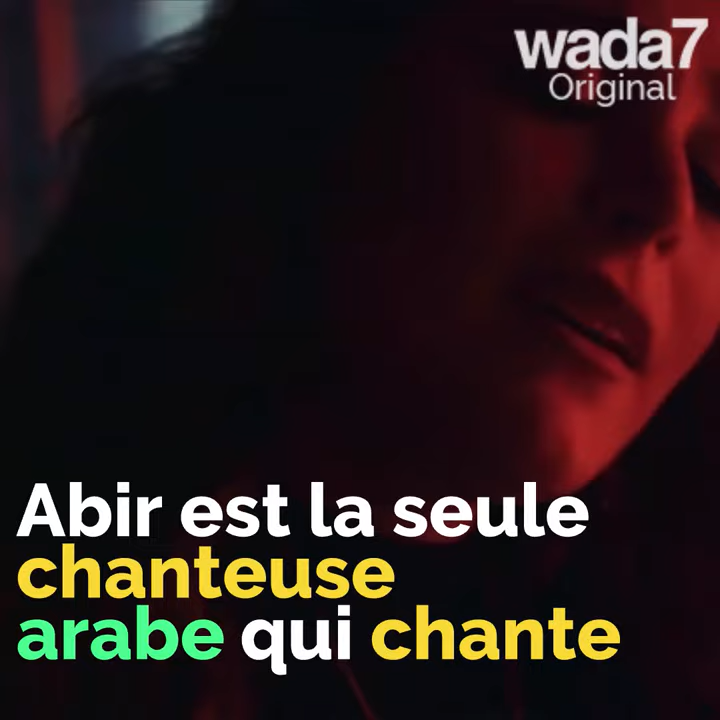 wada7
Original
Abir est la seule
chanteuse
arabe qui chante